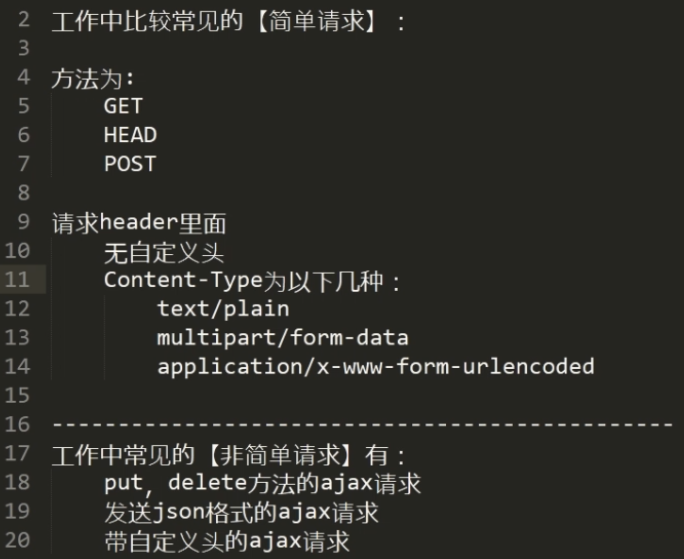 2 工作中比较常见的【简单请求】：
3
4 方法为：
5 GET
6 HEAD
7 POST
8
9 请求header里面
10 无自定义头
11 Content-Type为以下几种：
12 text/plain
13 multipart/form-data
14 application/x-www-form-urlencoded
15
16 -----------------------------------------------
17 工作中常见的【非简单请求】有：
18 put, delete方法的ajax请求
19 发送json格式的ajax请求
20 带自定义头的ajax请求